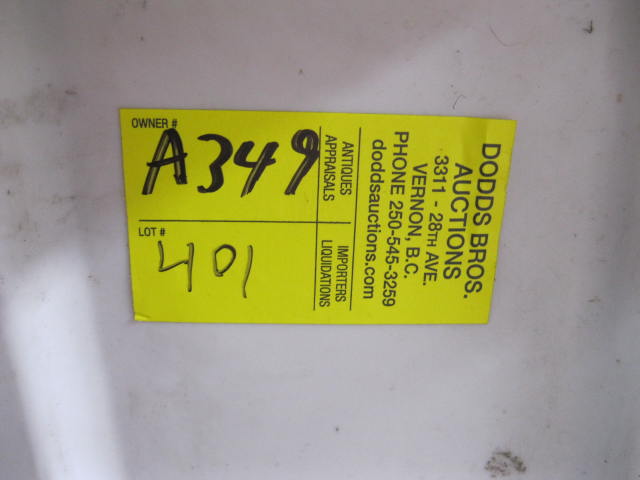 DODDS BROS.
AUCTIONS
3311 - 28TH AVE.
VERNON, B.C.
PHONE 250-545-3259
doddsauctions.com
ANTIQUES
APPRAISALS
IMPORTERS
LIQUIDATIONS
OWNER #
A349
LOT #
401